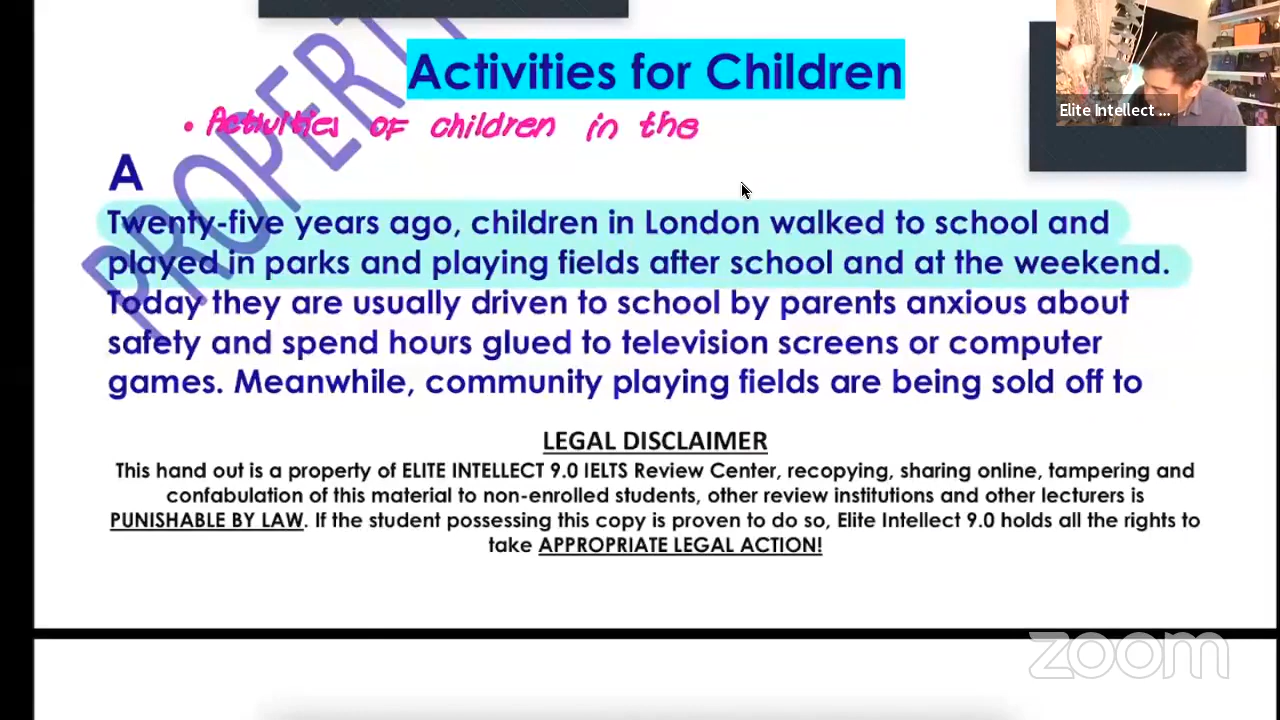 Activities for Children
• Activities of children in the
PROPERT
A
Twenty-five years ago, children in London walked to school and
played in parks and playing fields after school and at the weekend.
Today they are usually driven to school by parents anxious about
safety and spend hours glued to television screens or computer
games. Meanwhile, community playing fields are being sold off to
LEGAL DISCLAIMER
This hand out is a property of ELITE INTELLECT 9.0 IELTS Review Center, recopying, sharing online, tampering and
confabulation of this material to non-enrolled students, other review institutions and other lecturers is
PUNISHABLE BY LAW. If the student possessing this copy is proven to do so, Elite Intellect 9.0 holds all the rights to
take APPROPRIATE LEGAL ACTION!
Elite Intellect ...
zoom